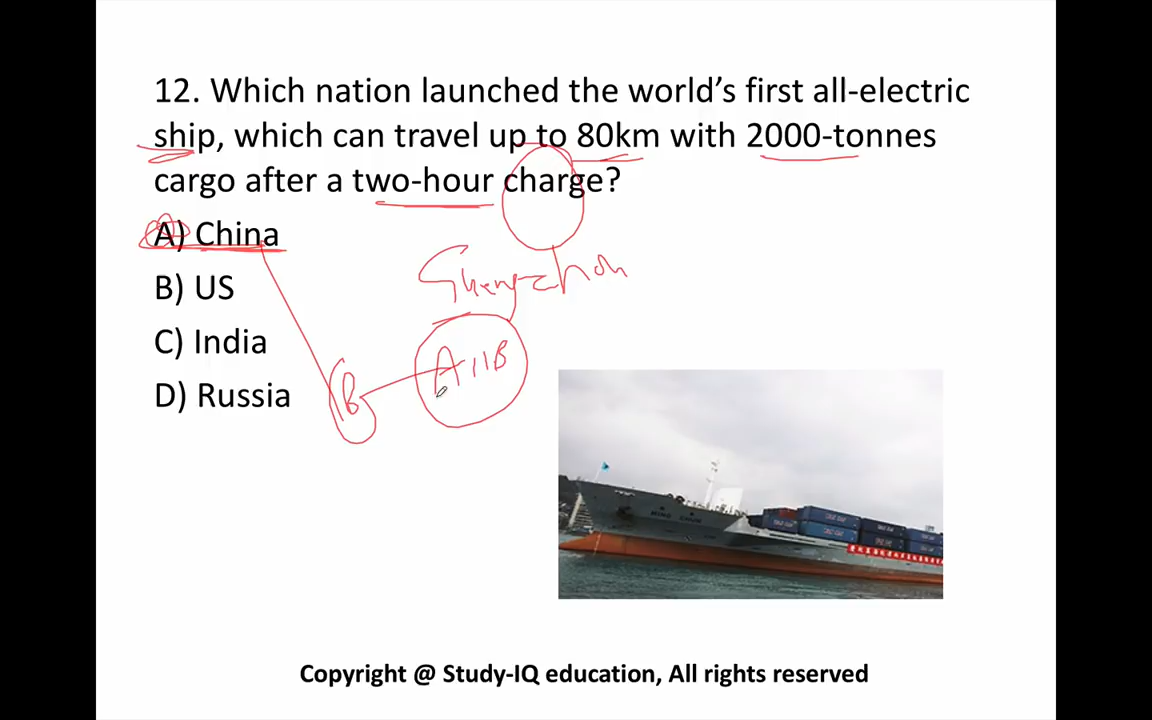 12. Which nation launched the world’s first all-electric
ship, which can travel up to 80km with 2000-tonnes
cargo after a two-hour charge?
A) China
B) US
C) India
D) Russia
B
AIIB
Copyright @ Study-IQ education, All rights reserved